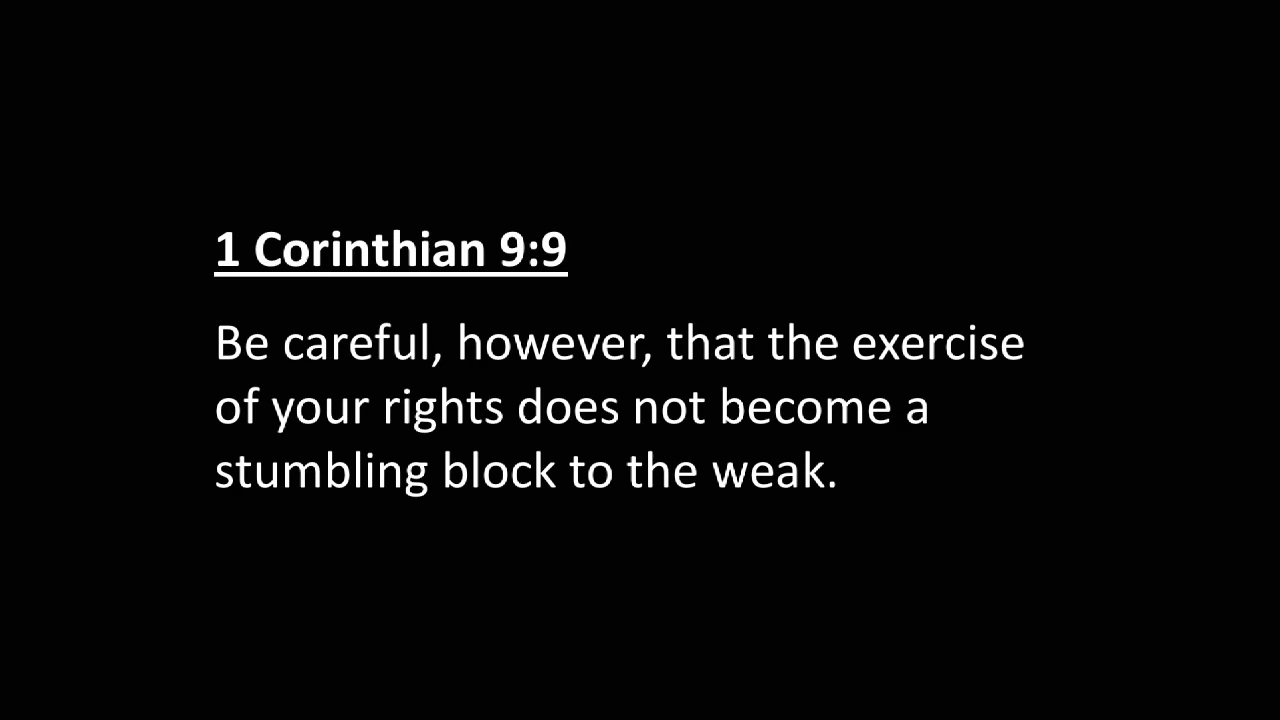 1 Corinthian 9:9
Be careful, however, that the exercise
of your rights does not become a
stumbling block to the weak.